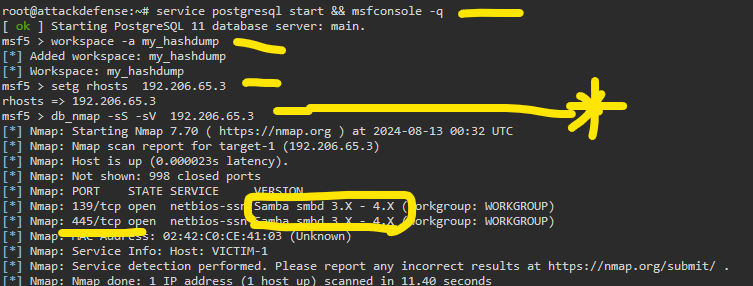 root@attackdefense:~# service postgresql start && msfconsole -q
[ ok ] Starting PostgreSQL 11 database server: main.
msf5 > workspace -a my_hashdump
[*] Added workspace: my_hashdump
[*] Workspace: my_hashdump
msf5 > setg rhosts  192.206.65.3
rhosts => 192.206.65.3
msf5 > db_nmap -sS -sV  192.206.65.3
[*] Nmap: Starting Nmap 7.70 ( https://nmap.org ) at 2024-08-13 00:32 UTC
[*] Nmap: Nmap scan report for target-1 (192.206.65.3)
[*] Nmap: Host is up (0.000023s latency).
[*] Nmap: Not shown: 998 closed ports
[*] Nmap: PORT    STATE SERVICE     VERSION
[*] Nmap: 139/tcp open  netbios-ssn Samba smbd 3.X - 4.X (workgroup: WORKGROUP)
[*] Nmap: 445/tcp open  netbios-ssn Samba smbd 3.X - 4.X (workgroup: WORKGROUP)
[*] Nmap: MAC Address: 02:42:C0:CE:41:03 (Unknown)
[*] Nmap: Service Info: Host: VICTIM-1
[*] Nmap: Service detection performed. Please report any incorrect results at https://nmap.org/submit/ .
[*] Nmap: Nmap done: 1 IP address (1 host up) scanned in 11.40 seconds